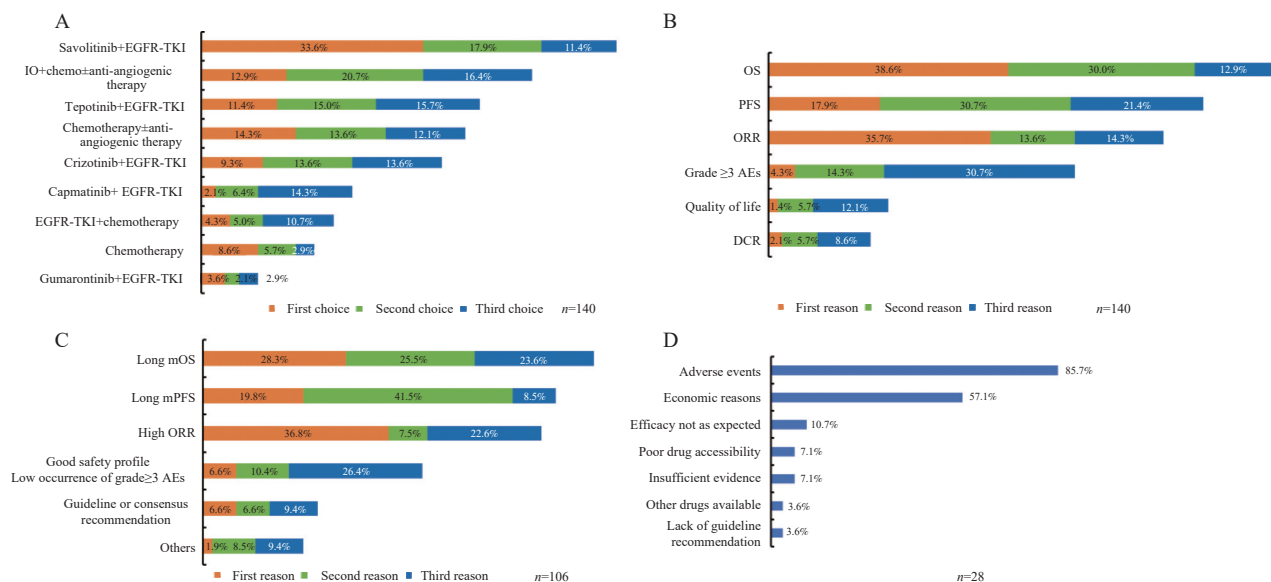 A
Savolitinib+EGFR-TKI
33.6% 17.9% 11.4%
IO+chemo±anti-angiogenic
therapy
12.9% 20.7% 16.4%
Tepotinib+EGFR-TKI
11.4% 15.0% 15.7%
Chemotherapy±anti-
angiogenic therapy
14.3% 13.6% 12.1%
Crizotinib+EGFR-TKI
9.3% 13.6% 13.6%
Capmatinib+ EGFR-TKI
2.1% 6.4% 14.3%
EGFR-TKI+chemotherapy
4.3% 5.0% 10.7%
Chemotherapy
8.6% 5.7% 2.9%
Gumarontinib+EGFR-TKI
3.6% 2.1% 2.9%
First choice Second choice Third choice n=140
B
OS
38.6% 30.0% 12.9%
PFS
17.9% 30.7% 21.4%
ORR
35.7% 13.6% 14.3%
Grade ≥3 AEs
4.3% 14.3% 30.7%
Quality of life
1.4% 5.7% 12.1%
DCR
2.1% 5.7% 8.6%
First reason Second reason Third reason n=140
C
Long mOS
28.3% 25.5% 23.6%
Long mPFS
19.8% 41.5% 8.5%
High ORR
36.8% 7.5% 22.6%
Good safety profile
Low occurrence of grade≥3 AEs
6.6% 10.4% 26.4%
Guideline or consensus
recommendation
6.6% 6.6% 9.4%
Others
1.9% 8.5% 9.4%
First reason Second reason Third reason n=106
D
Adverse events
85.7%
Economic reasons
57.1%
Efficacy not as expected
10.7%
Poor drug accessibility
7.1%
Insufficient evidence
7.1%
Other drugs available
3.6%
Lack of guideline
recommendation
3.6%
n=28